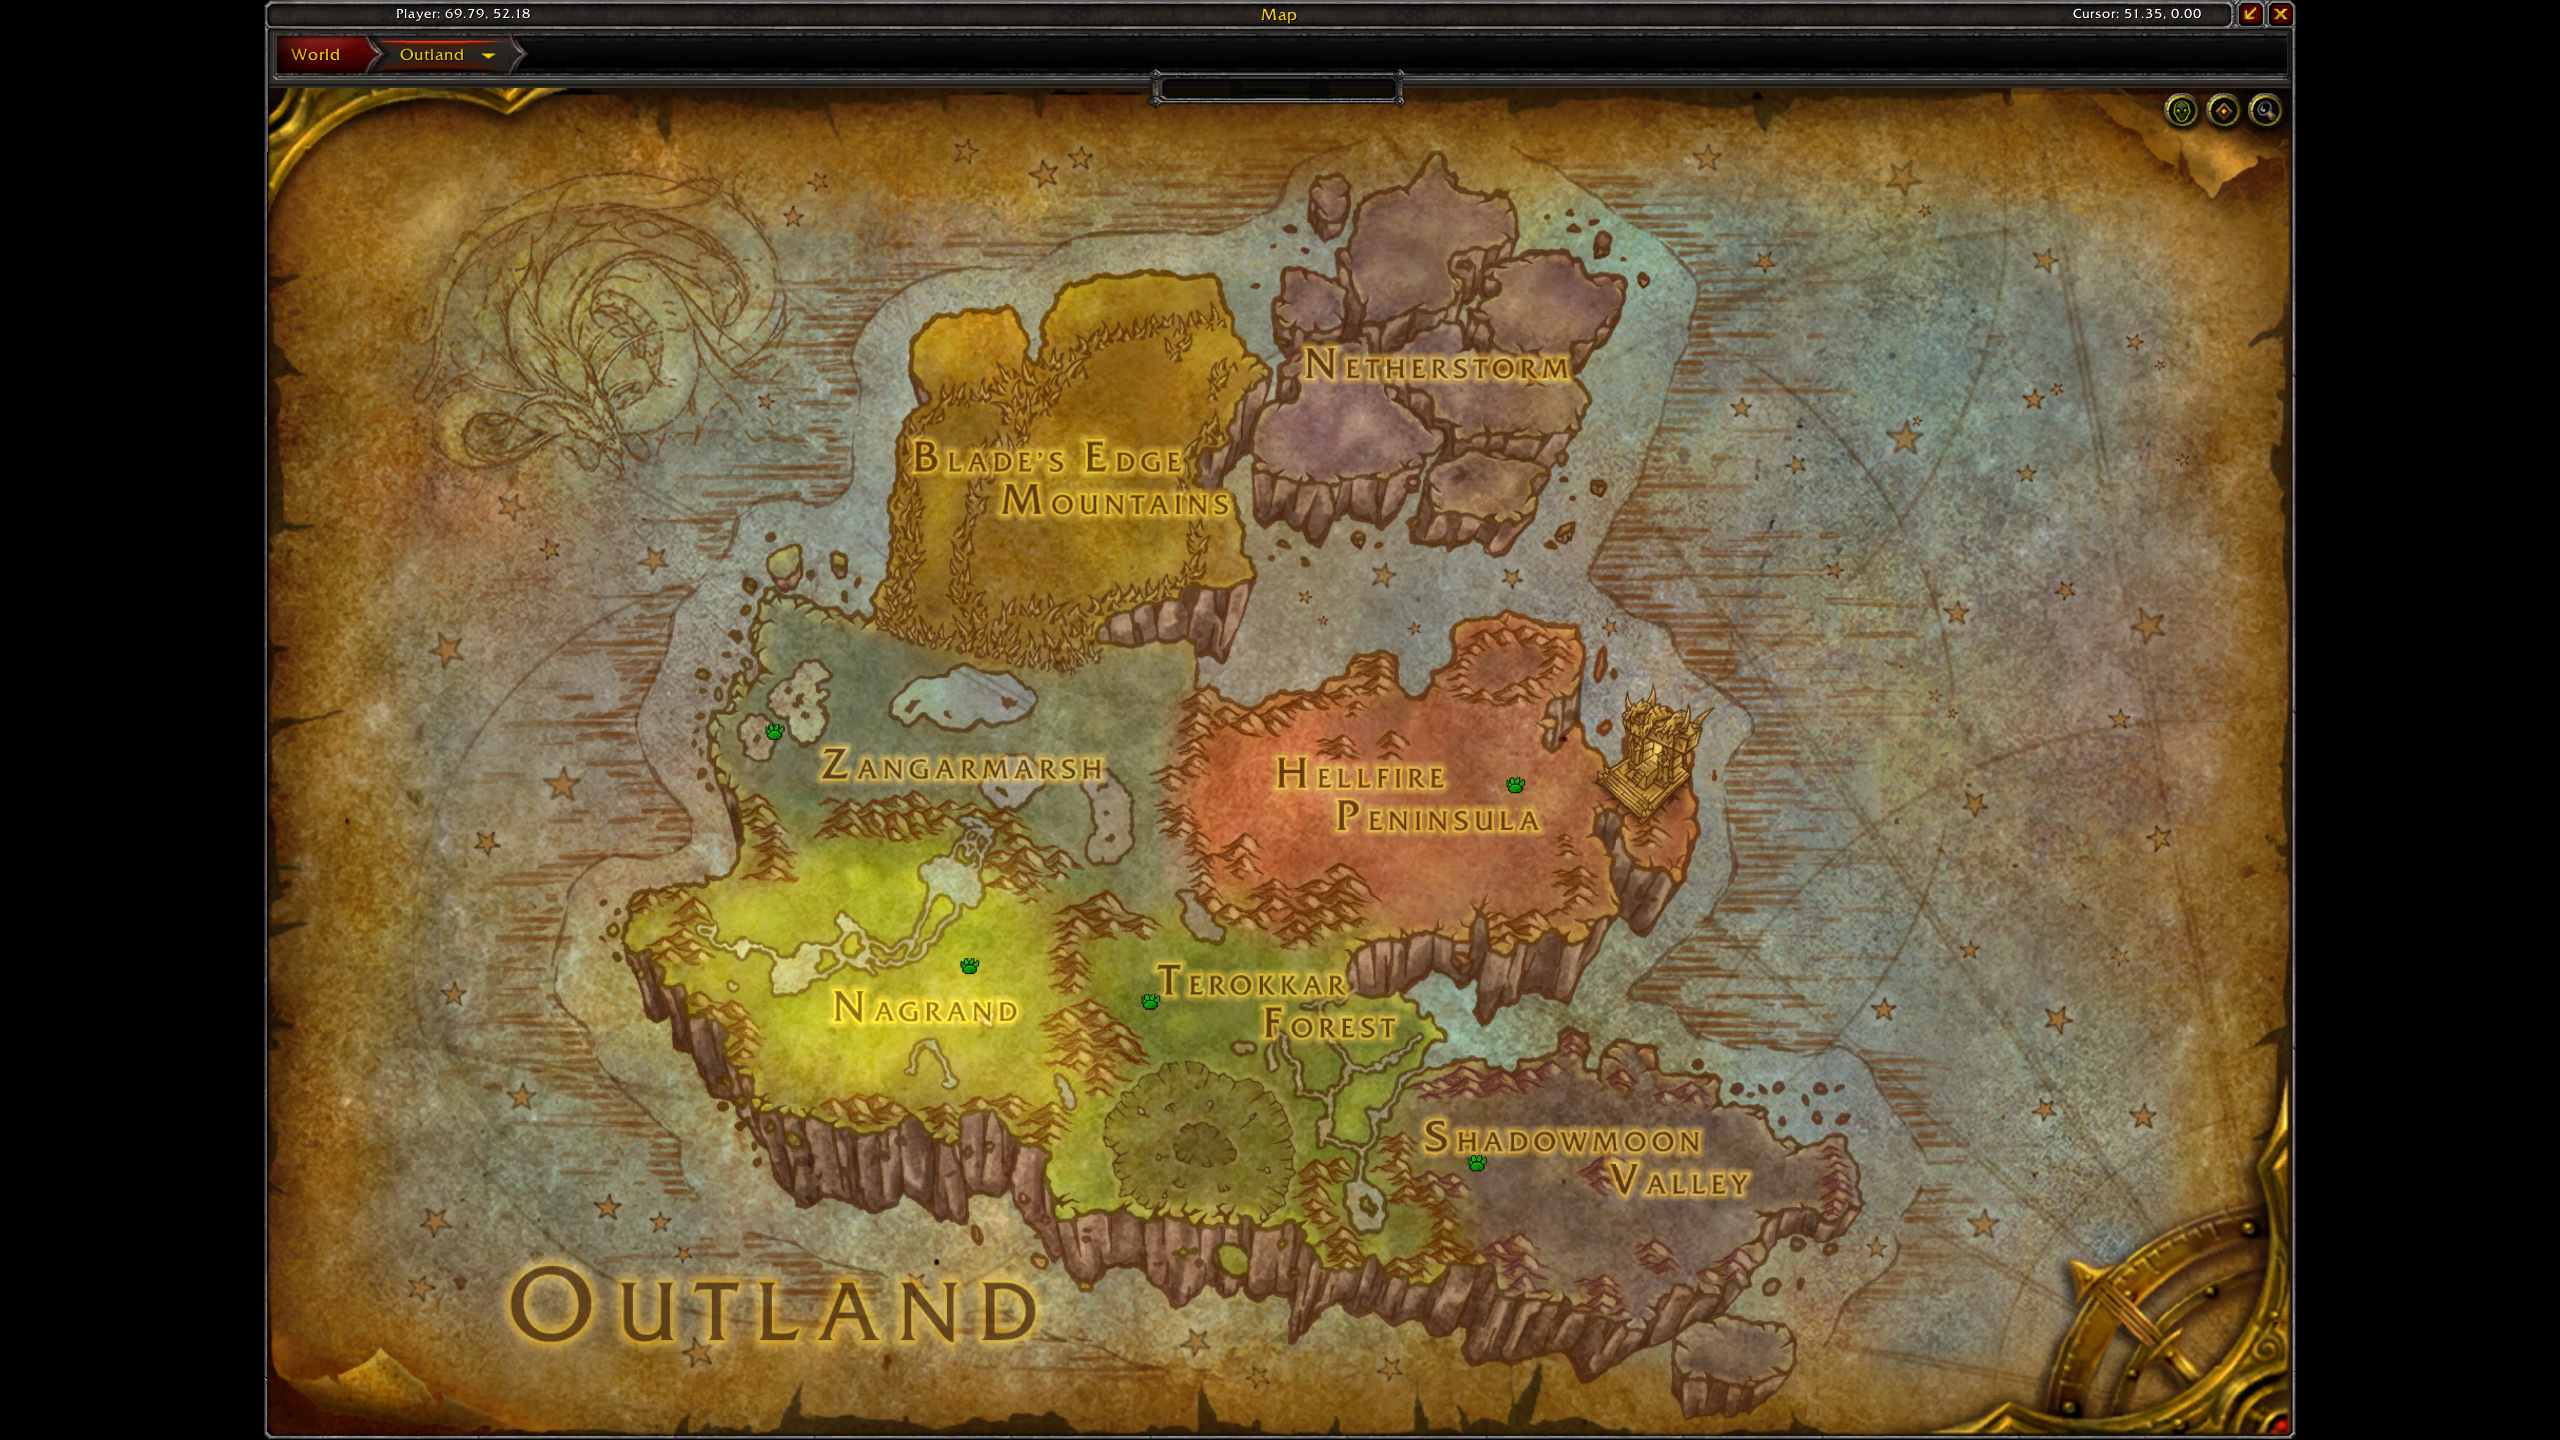 Player: 69.79, 52.18
Map
Cursor: 51.35, 0.00
World
Outland
Netherstorm
Blade's Edge
Mountains
Zangarmarsh
Hellfire
Peninsula
Terokkar
Forest
Nagrand
Shadowmoon
Valley
Outland